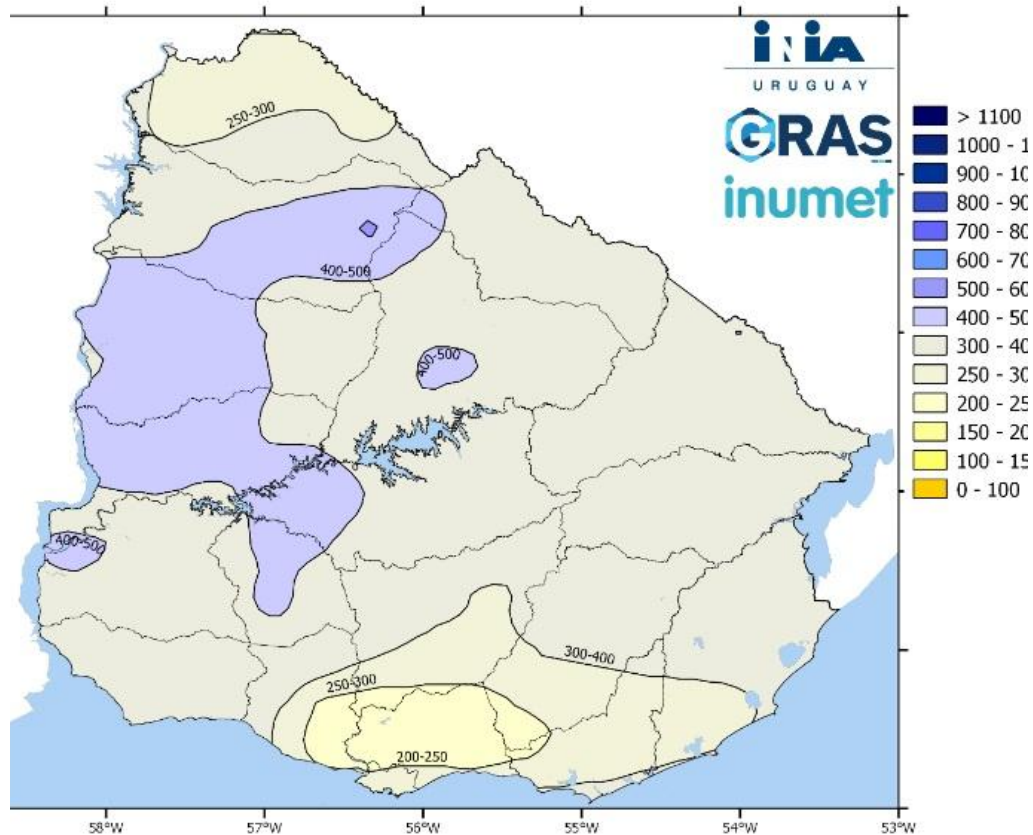 iNiA
URUGUAY
GRAS
inumet
> 1100
1000 - 1
900 - 10
800 - 90
700 - 80
600 - 70
500 - 60
400 - 50
300 - 40
250 - 30
200 - 25
150 - 20
100 - 15
0 - 100
250-300
400-500
400-500
400-500
300-400
250-300
200-250
58°W
57°W
56°W
55°W
54°W
53°W